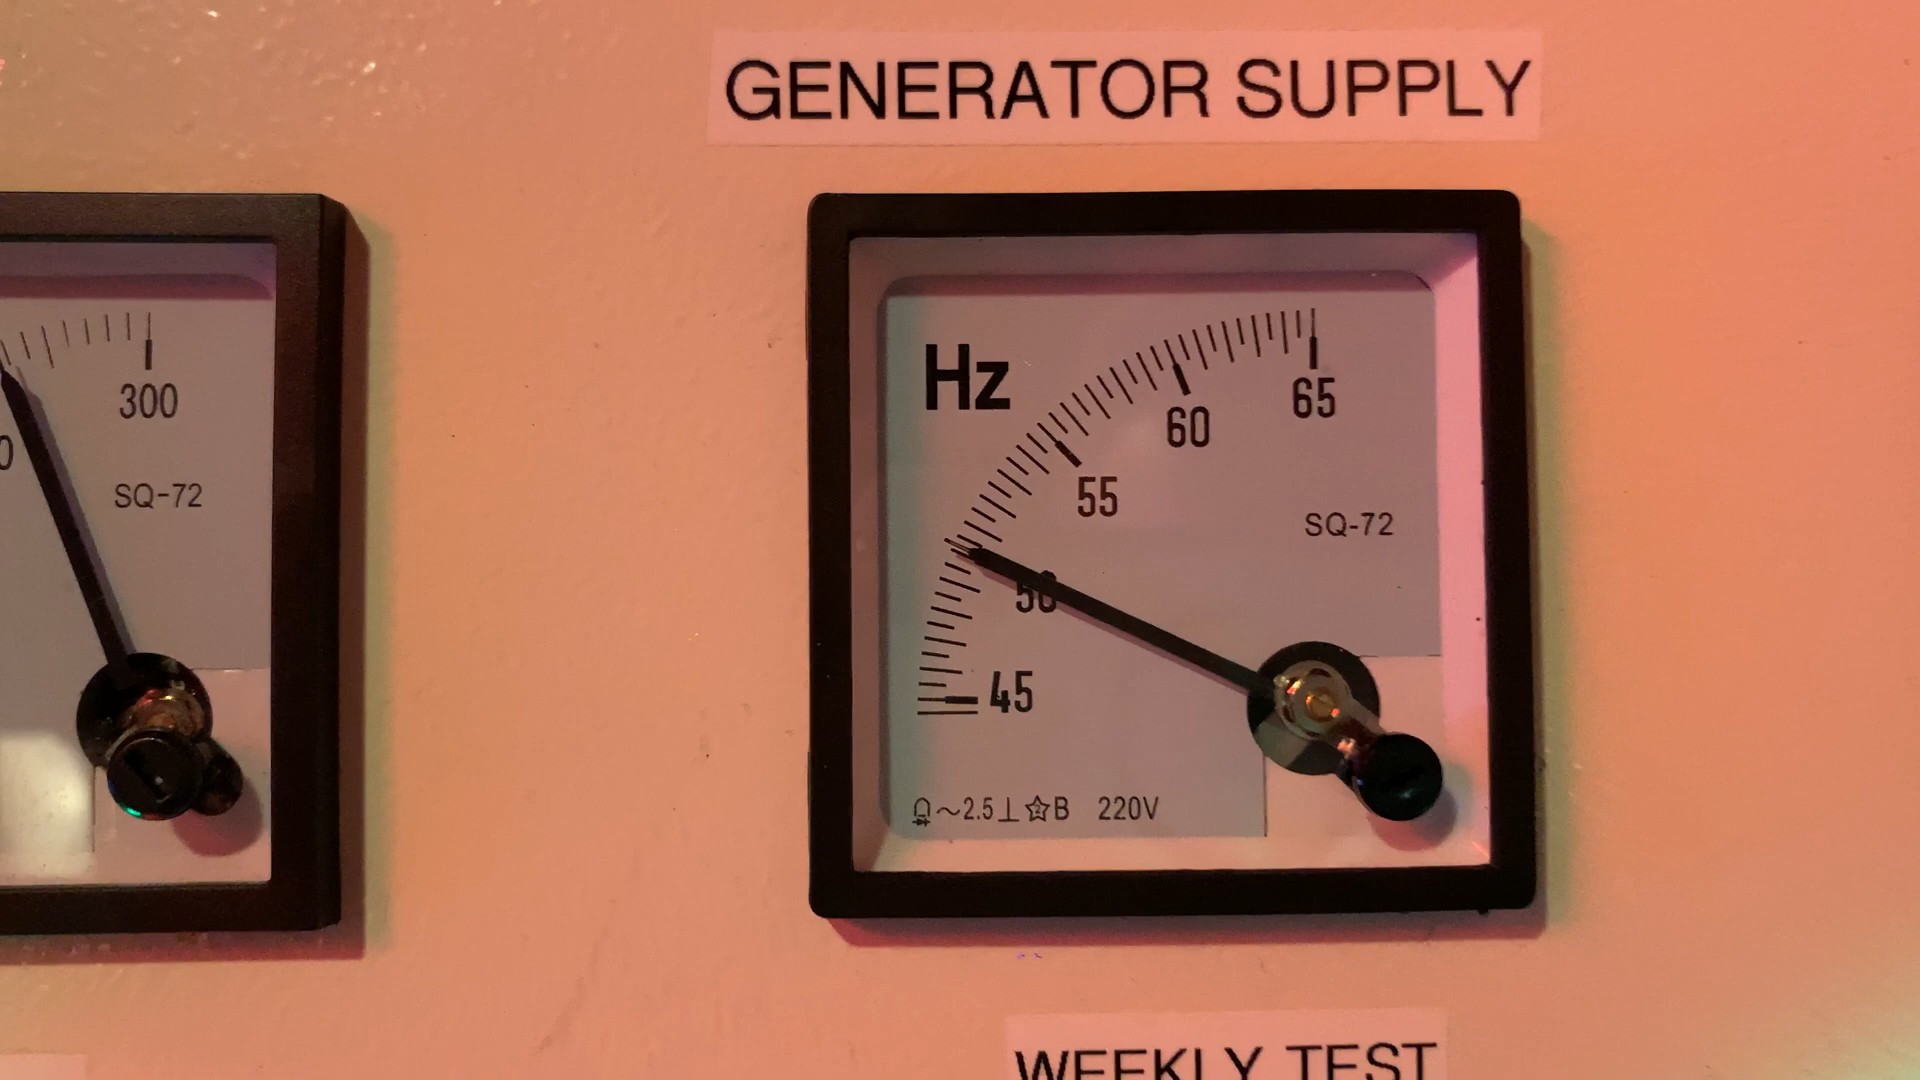 GENERATOR SUPPLY
300
SQ-72
Hz
65
60
55
SQ-72
50
45
~2.5⊥☆B 220V
WEEKLY TEST